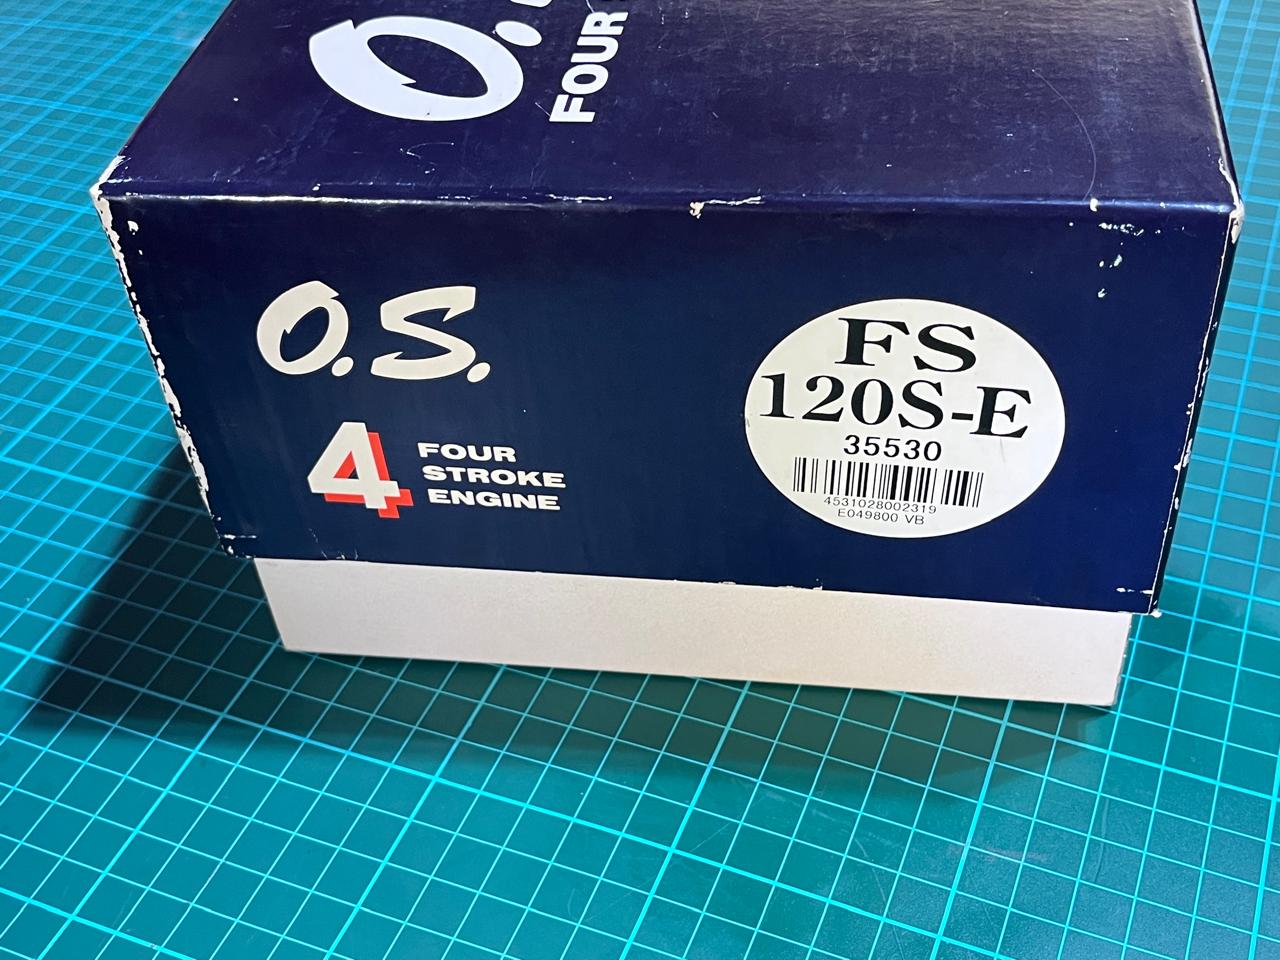 O.
FOUR
O.S.
4 FOUR
STROKE
ENGINE
FS
120S-E
35530
4531028002319
E049800 VB